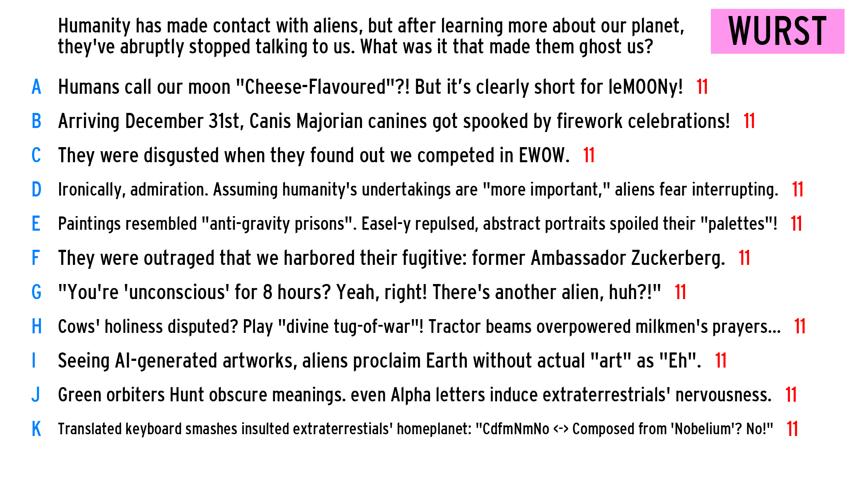 Humanity has made contact with aliens, but after learning more about our planet,
they've abruptly stopped talking to us. What was it that made them ghost us?
WURST
A Humans call our moon "Cheese-Flavoured"?! But it's clearly short for leMOONy! 11
B Arriving December 31st, Canis Majorian canines got spooked by firework celebrations! 11
C They were disgusted when they found out we competed in EWOW. 11
D Ironically, admiration. Assuming humanity's undertakings are "more important," aliens fear interrupting. 11
E Paintings resembled "anti-gravity prisons". Easel-y repulsed, abstract portraits spoiled their "palettes"! 11
F They were outraged that we harbored their fugitive: former Ambassador Zuckerberg. 11
G "You're 'unconscious' for 8 hours? Yeah, right! There's another alien, huh?!" 11
H Cows' holiness disputed? Play "divine tug-of-war"! Tractor beams overpowered milkmen's prayers... 11
I Seeing AI-generated artworks, aliens proclaim Earth without actual "art" as "Eh". 11
J Green orbiters Hunt obscure meanings. even Alpha letters induce extraterrestrials' nervousness. 11
K Translated keyboard smashes insulted extraterrestials' homeplanet: "CdfmNmNo <-> Composed from 'Nobelium'? No!" 11